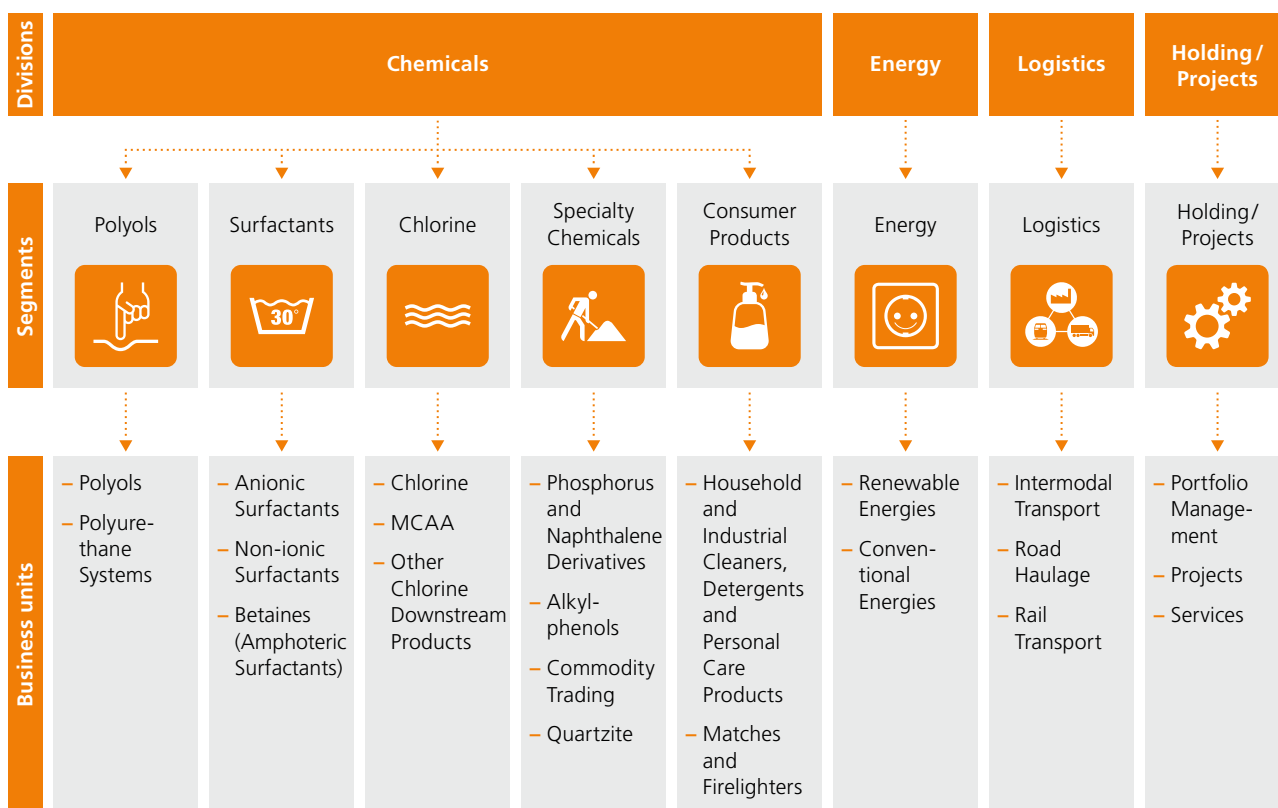 Divisions
Chemicals
Energy
Logistics
Holding/
Projects
Segments
Polyols
Surfactants
Chlorine
Specialty
Chemicals
Consumer
Products
Energy
Logistics
Holding/
Projects
30°
Business units
– Polyols
– Polyure-
thane
Systems
– Anionic
Surfactants
– Non-ionic
Surfactants
– Betaines
(Amphoteric
Surfactants)
– Chlorine
– MCAA
– Other
Chlorine
Downstream
Products
– Phosphorus
and
Naphthalene
Derivatives
– Alkyl-
phenols
– Commodity
Trading
– Quartzite
– Household
and
Industrial
Cleaners,
Detergents
and
Personal
Care
Products
– Matches
and
Firelighters
– Renewable
Energies
– Conven-
tional
Energies
– Intermodal
Transport
– Road
Haulage
– Rail
Transport
– Portfolio
Manage-
ment
– Projects
– Services